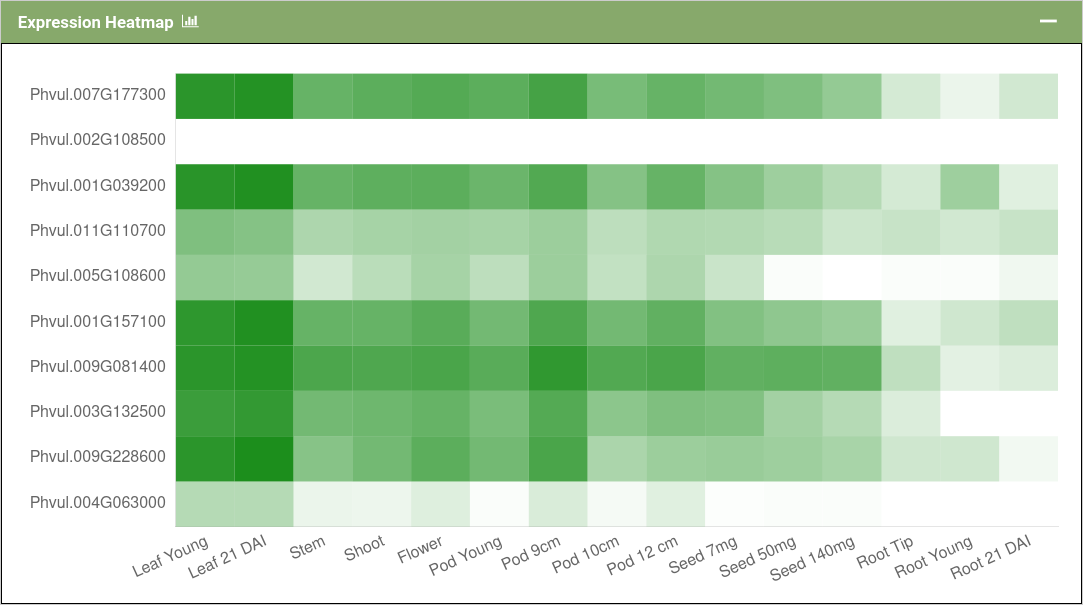 Expression Heatmap
Phvul.007G177300
Phvul.002G108500
Phvul.001G039200
Phvul.011G110700
Phvul.005G108600
Phvul.001G157100
Phvul.009G081400
Phvul.003G132500
Phvul.009G228600
Phvul.004G063000
Leaf Young
Leaf 21 DAI
Stem
Shoot
Flower
Pod Young
Pod 9cm
Pod 10cm
Pod 12 cm
Seed 7mg
Seed 50mg
Seed 140mg
Root Tip
Root Young
Root 21 DAI